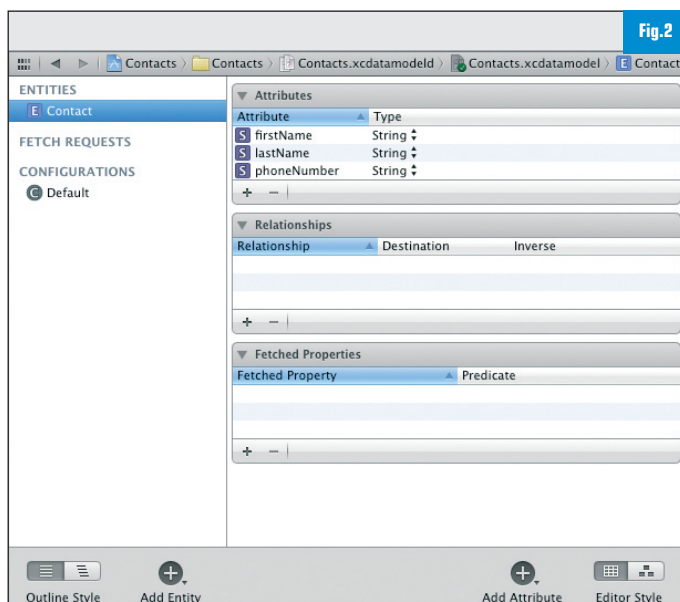 Fig.2
Contacts Contacts Contacts.xcdatamodeld Contacts.xcdatamodel E Contact
ENTITIES
E Contact
FETCH REQUESTS
CONFIGURATIONS
C Default
Attributes
Attribute Type
S firstName String
S lastName String
S phoneNumber String
+ −
Relationships
Relationship Destination Inverse
+ −
Fetched Properties
Fetched Property Predicate
+ −
Outline Style Add Entity Add Attribute Editor Style